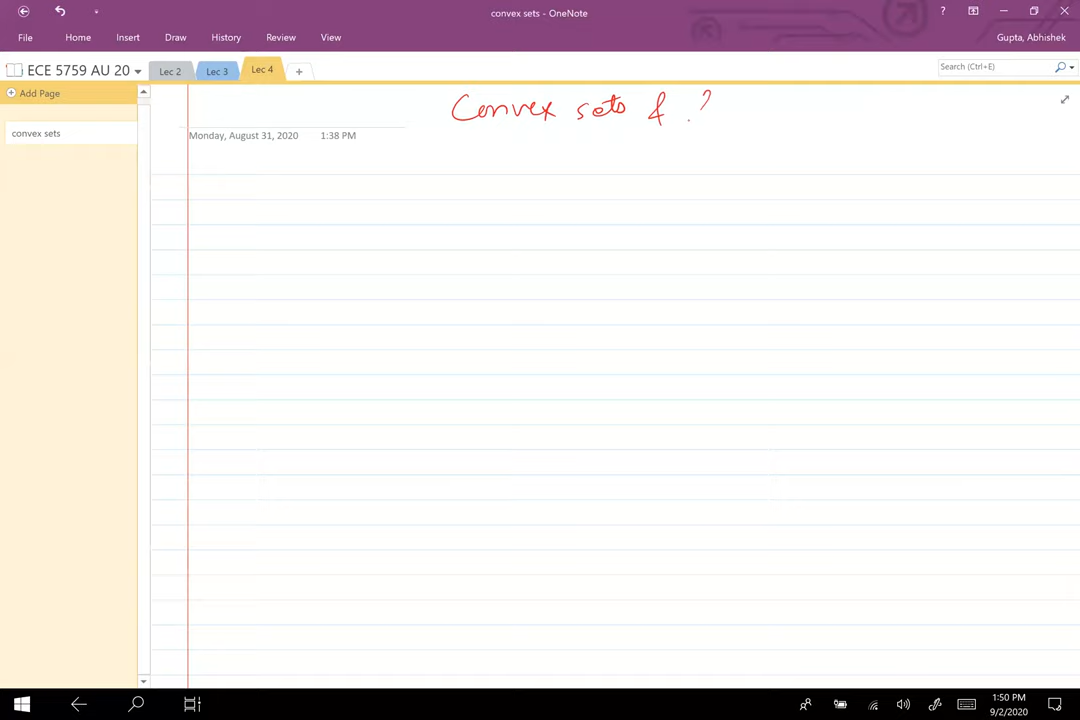 convex sets - OneNote
?
File Home Insert Draw History Review View
Gupta, Abhishek
ECE 5759 AU 20
Lec 2 Lec 3 Lec 4 +
Search (Ctrl+E)
Add Page
Convex sets & ?
convex sets
Monday, August 31, 2020 1:38 PM
1:50 PM
9/2/2020